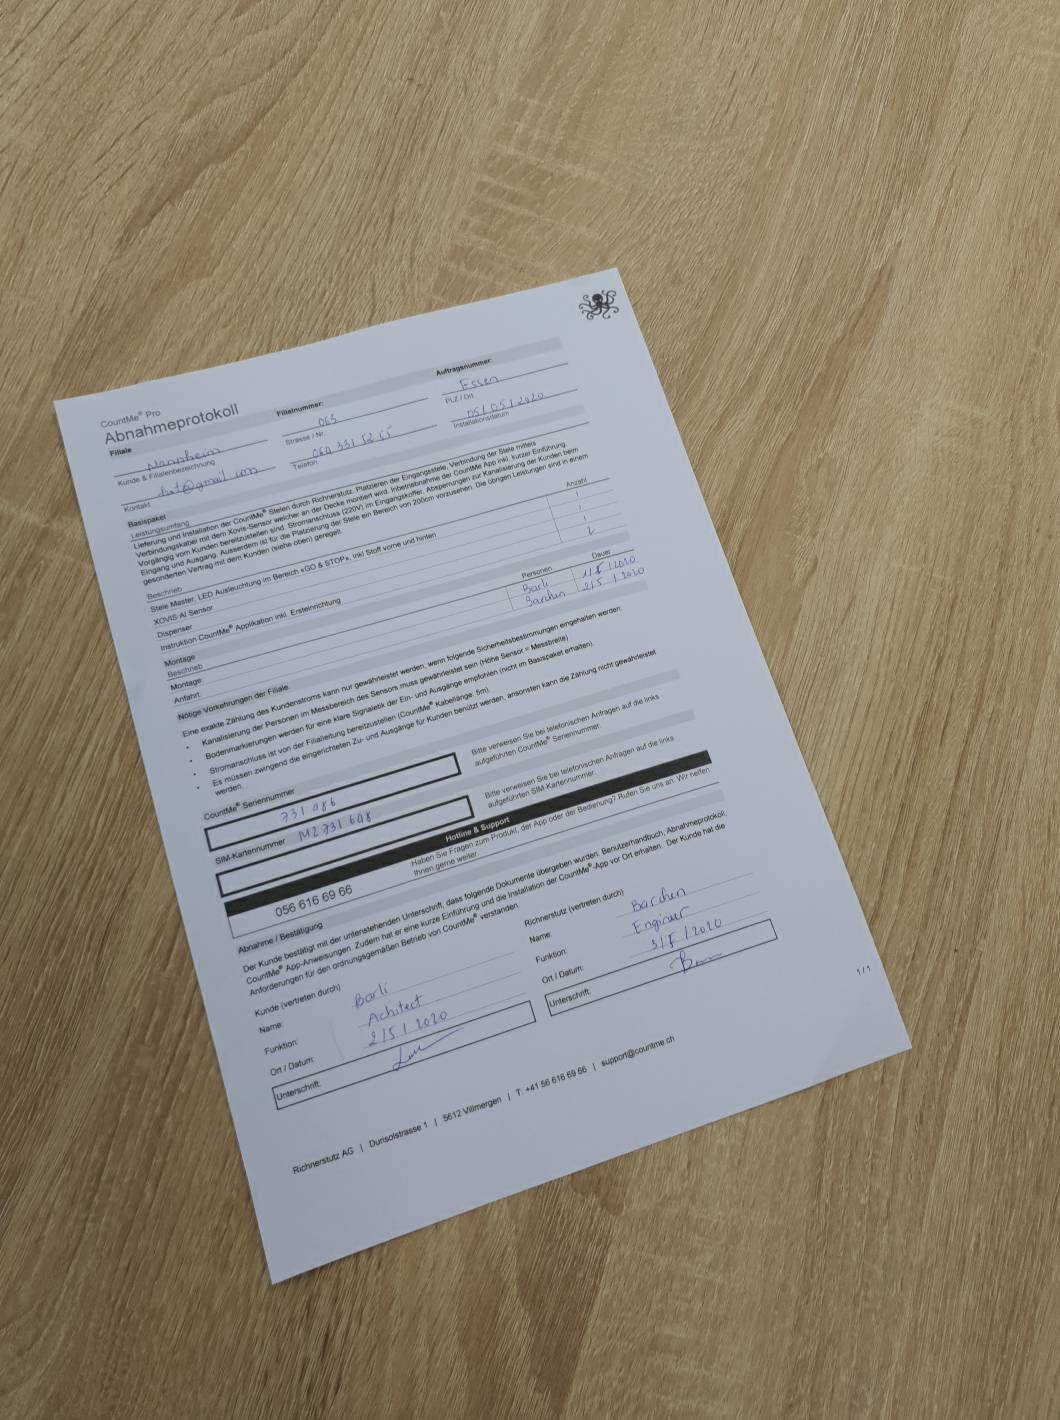 CountMe® Pro
Abnahmeprotokoll
Filiale Filialnummer: Auftragsnummer:
Mannheim 063 Essen
Kunde & Filialenbezeichnung Strasse / Nr. PLZ / Ort
@gmail.com 05/05/2020
Kontakt Telefon Installationsdatum
Basispaket
Leistungsumfang
Lieferung und Installation der CountMe® Stelen durch Richnerstutz. Platzieren der Eingangsstele, Verbindung der Stele mittels
Verbindungskabel mit dem Xovis-Sensor welcher an der Decke montiert wird. Inbetriebnahme der CountMe App inkl. kurzer Einführung.
Vorgängig vom Kunden bereitzustellen sind: Stromanschluss (220V) im Eingangskoffer, Absperrungen zur Kanalisierung der Kunden beim
Eingang und Ausgang. Ausserdem ist für die Platzierung der Stele ein Bereich von 200cm vorzusehen. Die übrigen Leistungen sind in einem
gesonderten Vertrag mit dem Kunden (siehe oben) geregelt.
Beschrieb Anzahl
Stele Master, LED Ausleuchtung im Bereich «GO & STOP», inkl Stoff vorne und hinten 1
XOVIS AI Sensor 1
Dispenser 1
Instruktion CountMe® Applikation inkl. Ersteinrichtung 2
Montage
Beschrieb Personen Dauer
Montage Barli 1/5/2020
Anfahrt Barchen 2/5/2020
Nötige Vorkehrungen der Filiale
Eine exakte Zählung des Kundenstroms kann nur gewährleistet werden, wenn folgende Sicherheitsbestimmungen eingehalten werden:
• Kanalisierung der Personen im Messbereich des Sensors muss gewährleistet sein (Höhe Sensor = Messbreite)
• Bodenmarkierungen werden für eine klare Signaletik der Ein- und Ausgänge empfohlen (nicht im Basispaket erhalten).
• Stromanschluss ist von der Filialleitung bereitzustellen (CountMe® Kabellänge: 5m).
• Es müssen zwingend die eingerichteten Zu- und Ausgänge für Kunden benutzt werden, ansonsten kann die Zählung nicht gewährleistet
werden.
CountMe® Seriennummer
731 486
Bitte verweisen Sie bei telefonischen Anfragen auf die links
aufgeführten CountMe® Seriennummer
SIM-Kartennummer M2 731 648
Bitte verweisen Sie bei telefonischen Anfragen auf die links
aufgeführten SIM-Kartennummer.
Hotline & Support
056 616 69 66
Haben Sie Fragen zum Produkt, der App oder der Bedienung? Rufen Sie uns an. Wir helfen
Ihnen gerne weiter.
Abnahme / Bestätigung
Der Kunde bestätigt mit der untenstehenden Unterschrift, dass folgende Dokumente übergeben wurden: Benutzerhandbuch, Abnahmeprotokoll,
CountMe® App-Anweisungen. Zudem hat er eine kurze Einführung und die Installation der CountMe®-App vor Ort erhalten. Der Kunde hat die
Anforderungen für den ordnungsgemäßen Betrieb von CountMe® verstanden.
Kunde (vertreten durch) Richnerstutz (vertreten durch)
Name: Barli Name: Barchen
Funktion: Achitect Funktion: Enginer
Ort / Datum: 2/5/2020 Ort / Datum: 3/5/2020
Unterschrift: Unterschrift:
1 / 1
Richnerstutz AG | Durisolstrasse 1 | 5612 Villmergen | T: +41 56 616 69 66 | support@countme.ch